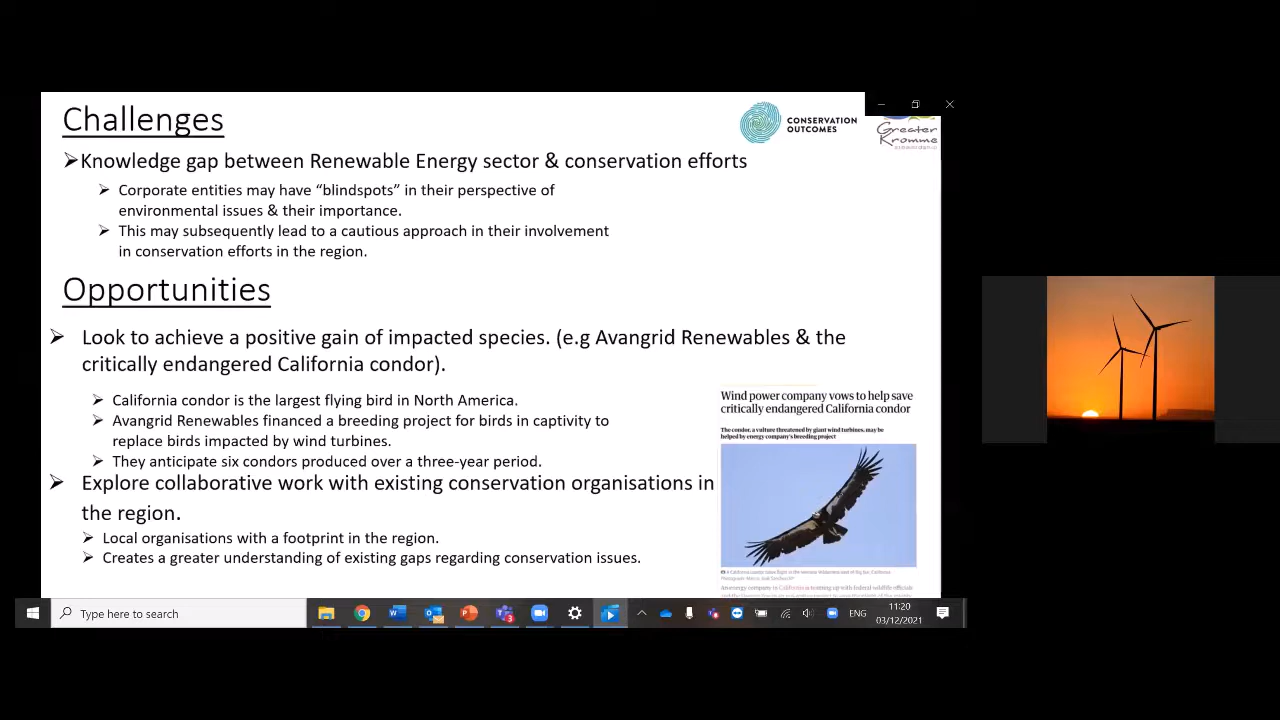 Challenges
CONSERVATION
OUTCOMES
Greater
Kromme
➢Knowledge gap between Renewable Energy sector & conservation efforts
➢ Corporate entities may have “blindspots” in their perspective of
environmental issues & their importance.
➢ This may subsequently lead to a cautious approach in their involvement
in conservation efforts in the region.
Opportunities
➢ Look to achieve a positive gain of impacted species. (e.g Avangrid Renewables & the
critically endangered California condor).
➢ California condor is the largest flying bird in North America.
➢ Avangrid Renewables financed a breeding project for birds in captivity to
replace birds impacted by wind turbines.
➢ They anticipate six condors produced over a three-year period.
➢ Explore collaborative work with existing conservation organisations in
the region.
➢ Local organisations with a footprint in the region.
➢ Creates a greater understanding of existing gaps regarding conservation issues.
Wind power company vows to help save
critically endangered California condor
The condor, a vulture threatened by giant wind turbines, may be
helped by energy company's breeding project
Type here to search
ENG
11:20
03/12/2021